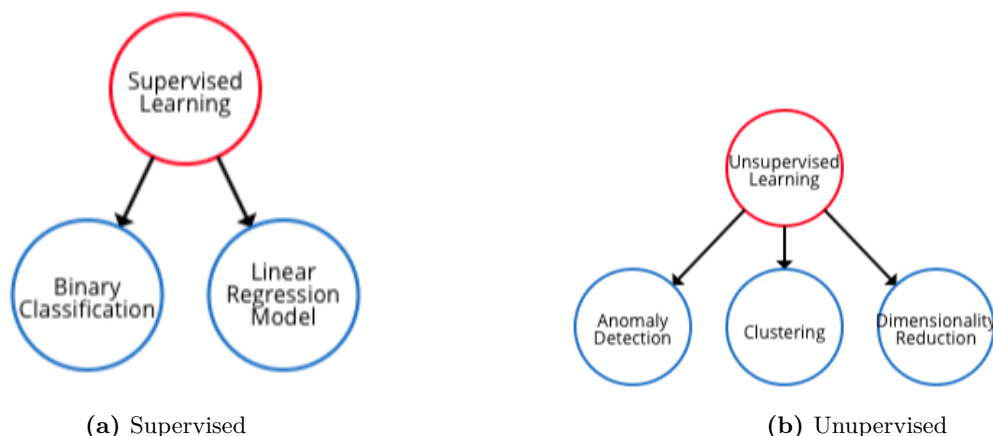 Supervised
Learning
Binary
Classification
Linear
Regression
Model
(a) Supervised
Unsupervised
Learning
Anomaly
Detection
Clustering
Dimensionality
Reduction
(b) Unupervised